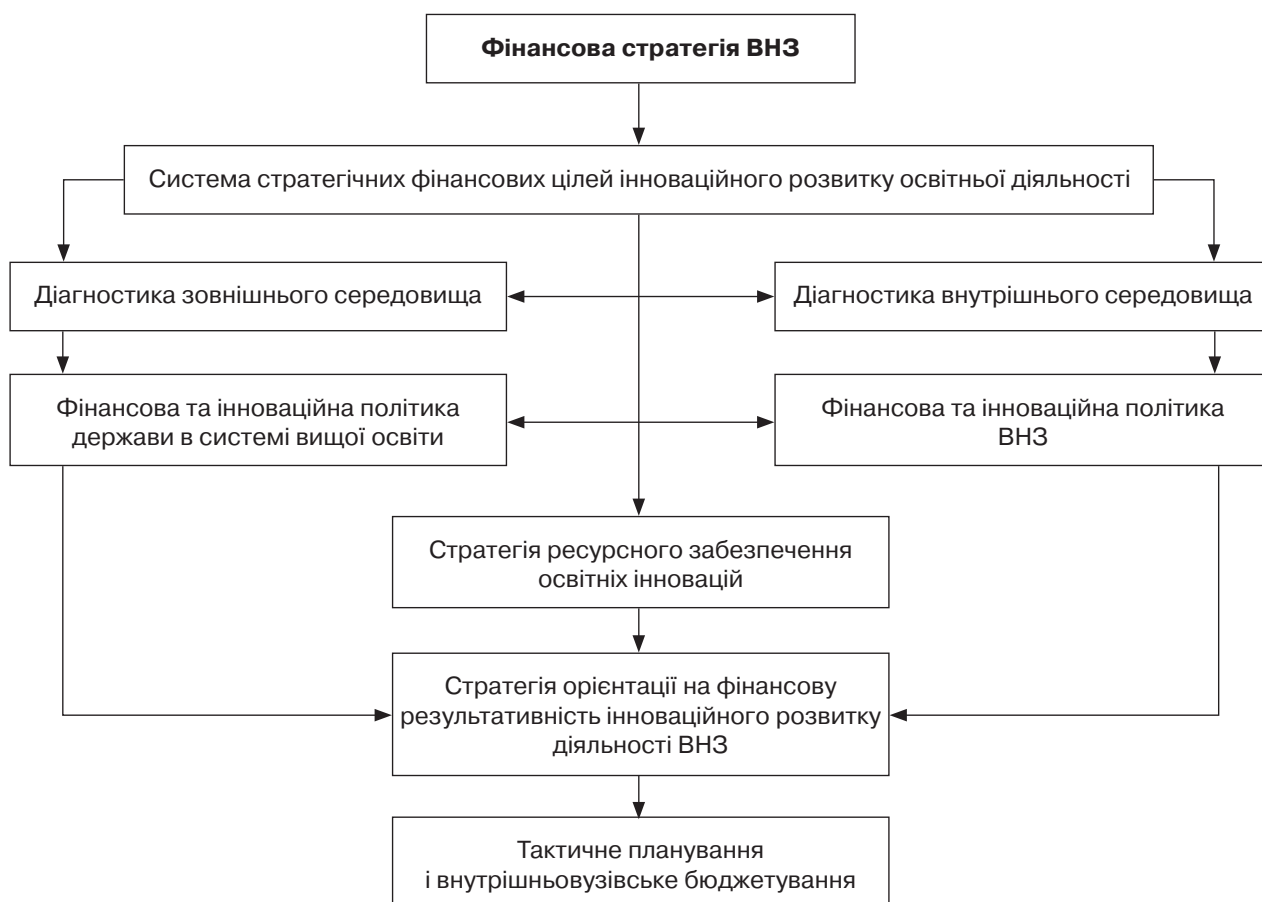 Фінансова стратегія ВНЗ
Система стратегічних фінансових цілей інноваційного розвитку освітньої діяльності
Діагностика зовнішнього середовища
Діагностика внутрішнього середовища
Фінансова та інноваційна політика
держави в системі вищої освіти
Фінансова та інноваційна політика
ВНЗ
Стратегія ресурсного забезпечення
освітніх інновацій
Стратегія орієнтації на фінансову
результативність інноваційного розвитку
діяльності ВНЗ
Тактичне планування
і внутрішньовузівське бюджетування